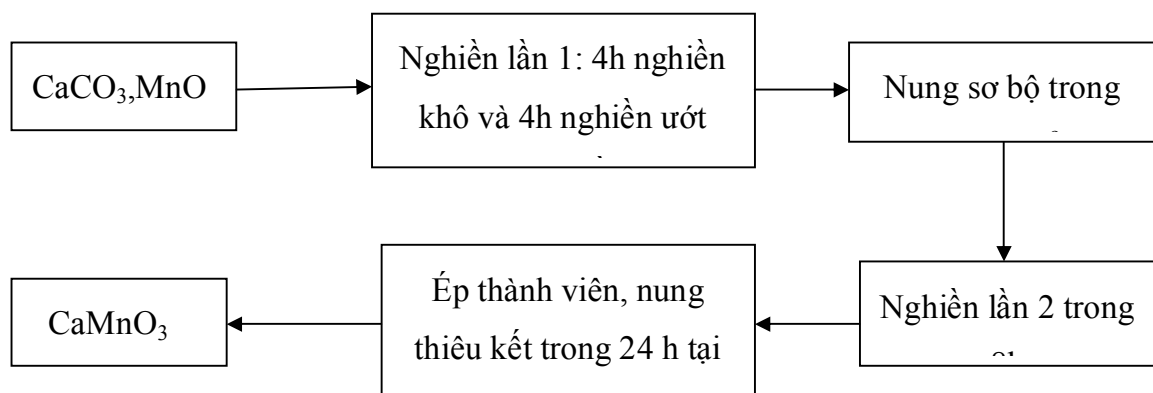 CaCO₃,MnO
Nghiền lần 1: 4h nghiền
khô và 4h nghiền ướt
Nung sơ bộ trong
Nghiền lần 2 trong
Ép thành viên, nung
thiêu kết trong 24 h tại
CaMnO₃